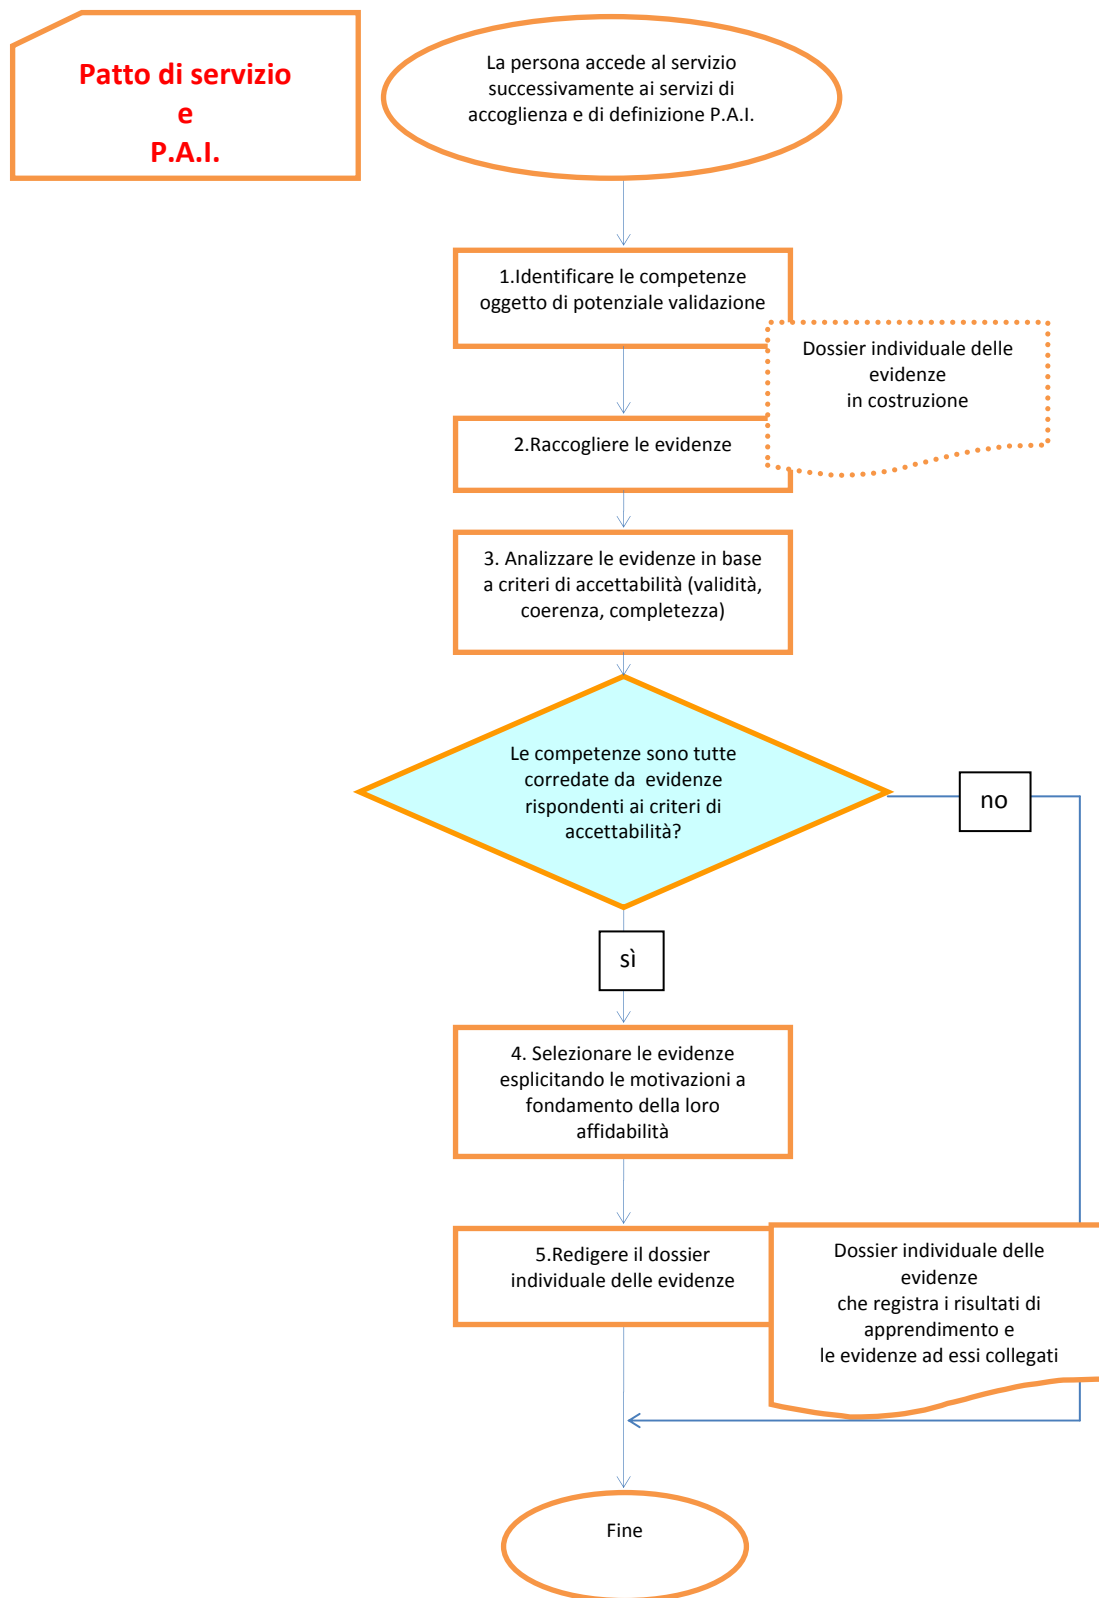 Patto di servizio
e
P.A.I.
La persona accede al servizio
successivamente ai servizi di
accoglienza e di definizione P.A.I.
1.Identificare le competenze
oggetto di potenziale validazione
Dossier individuale delle
evidenze
in costruzione
2.Raccogliere le evidenze
3. Analizzare le evidenze in base
a criteri di accettabilità (validità,
coerenza, completezza)
Le competenze sono tutte
corredate da evidenze
rispondenti ai criteri di
accettabilità?
no
sì
4. Selezionare le evidenze
esplicitando le motivazioni a
fondamento della loro
affidabilità
5.Redigere il dossier
individuale delle evidenze
Dossier individuale delle
evidenze
che registra i risultati di
apprendimento e
le evidenze ad essi collegati
Fine